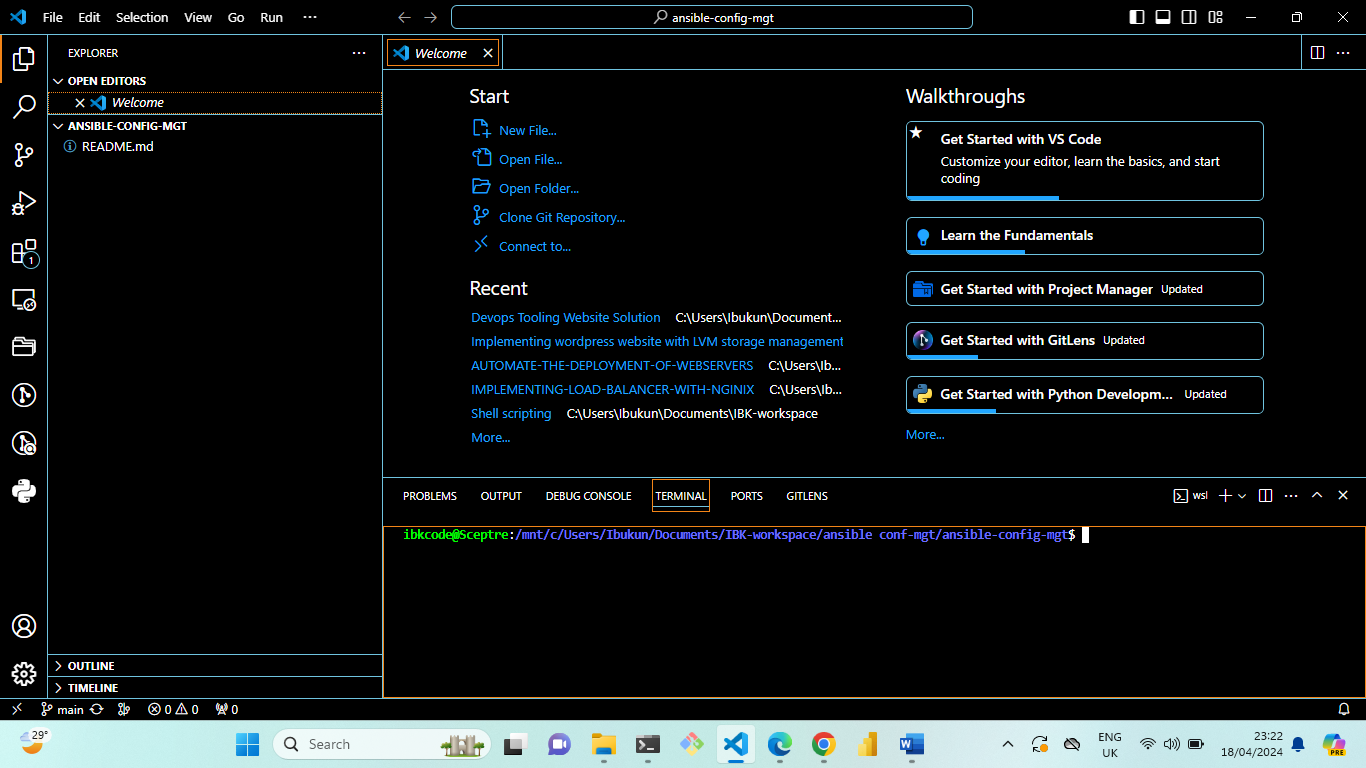 File Edit Selection View Go Run ···
ansible-config-mgt
EXPLORER
OPEN EDITORS
Welcome
ANSIBLE-CONFIG-MGT
README.md
OUTLINE
TIMELINE
Welcome
Start
New File...
Open File...
Open Folder...
Clone Git Repository...
Connect to...
Recent
Devops Tooling Website Solution C:\Users\Ibukun\Document...
Implementing wordpress website with LVM storage management
AUTOMATE-THE-DEPLOYMENT-OF-WEBSERVERS C:\Users\Ib...
IMPLEMENTING-LOAD-BALANCER-WITH-NGINIX C:\Users\Ib...
Shell scripting C:\Users\Ibukun\Documents\IBK-workspace
More...
Walkthroughs
Get Started with VS Code
Customize your editor, learn the basics, and start
coding
Learn the Fundamentals
Get Started with Project Manager Updated
Get Started with GitLens Updated
Get Started with Python Developm... Updated
More...
1
PROBLEMS OUTPUT DEBUG CONSOLE TERMINAL PORTS GITLENS
wsl
ibkcode@Sceptre:/mnt/c/Users/Ibukun/Documents/IBK-workspace/ansible conf-mgt/ansible-config-mgt$
main 0 0 0
29°
Search
ENG
UK
23:22
18/04/2024
PRE